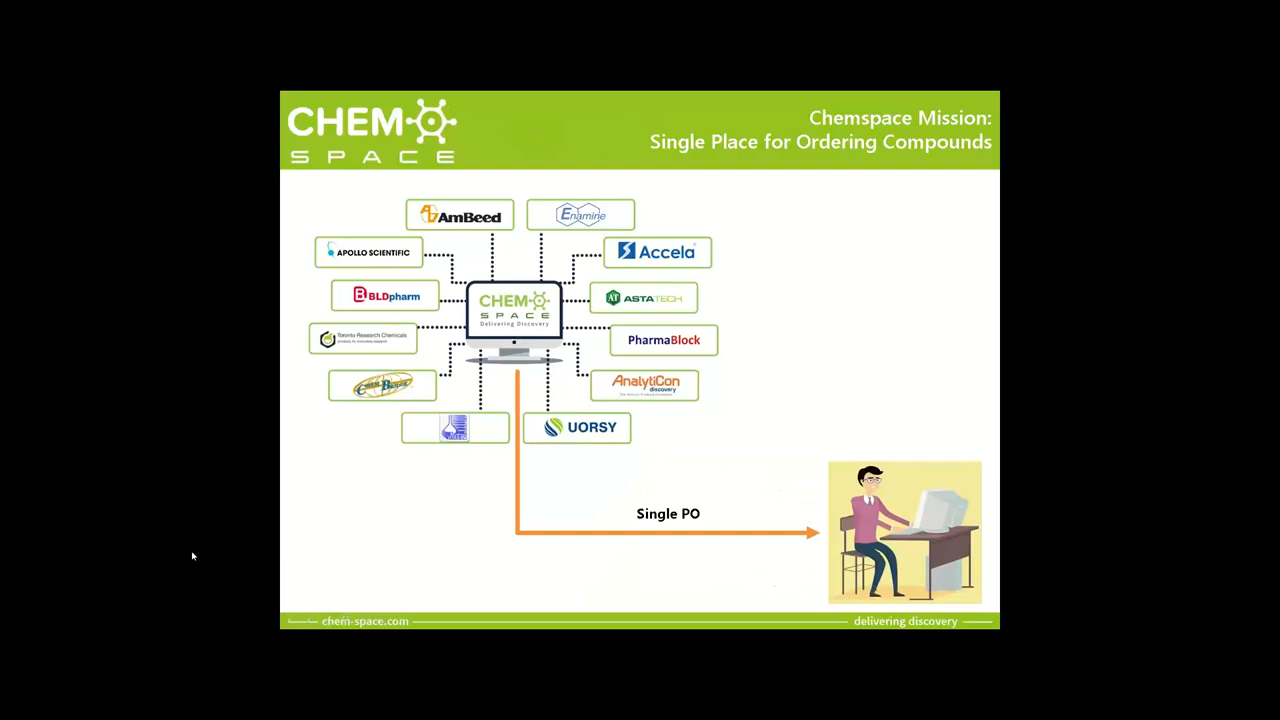 CHEM
SPACE
Chemspace Mission:
Single Place for Ordering Compounds
AmBeed
Enamine
APOLLO SCIENTIFIC
Accela
BLDpharm
CHEM
SPACE
Delivering Discovery
AT ASTATECH
Toronto Research Chemicals
PharmaBlock
AnalytiCon
discovery
UORSY
Single PO
chem-space.com
delivering discovery